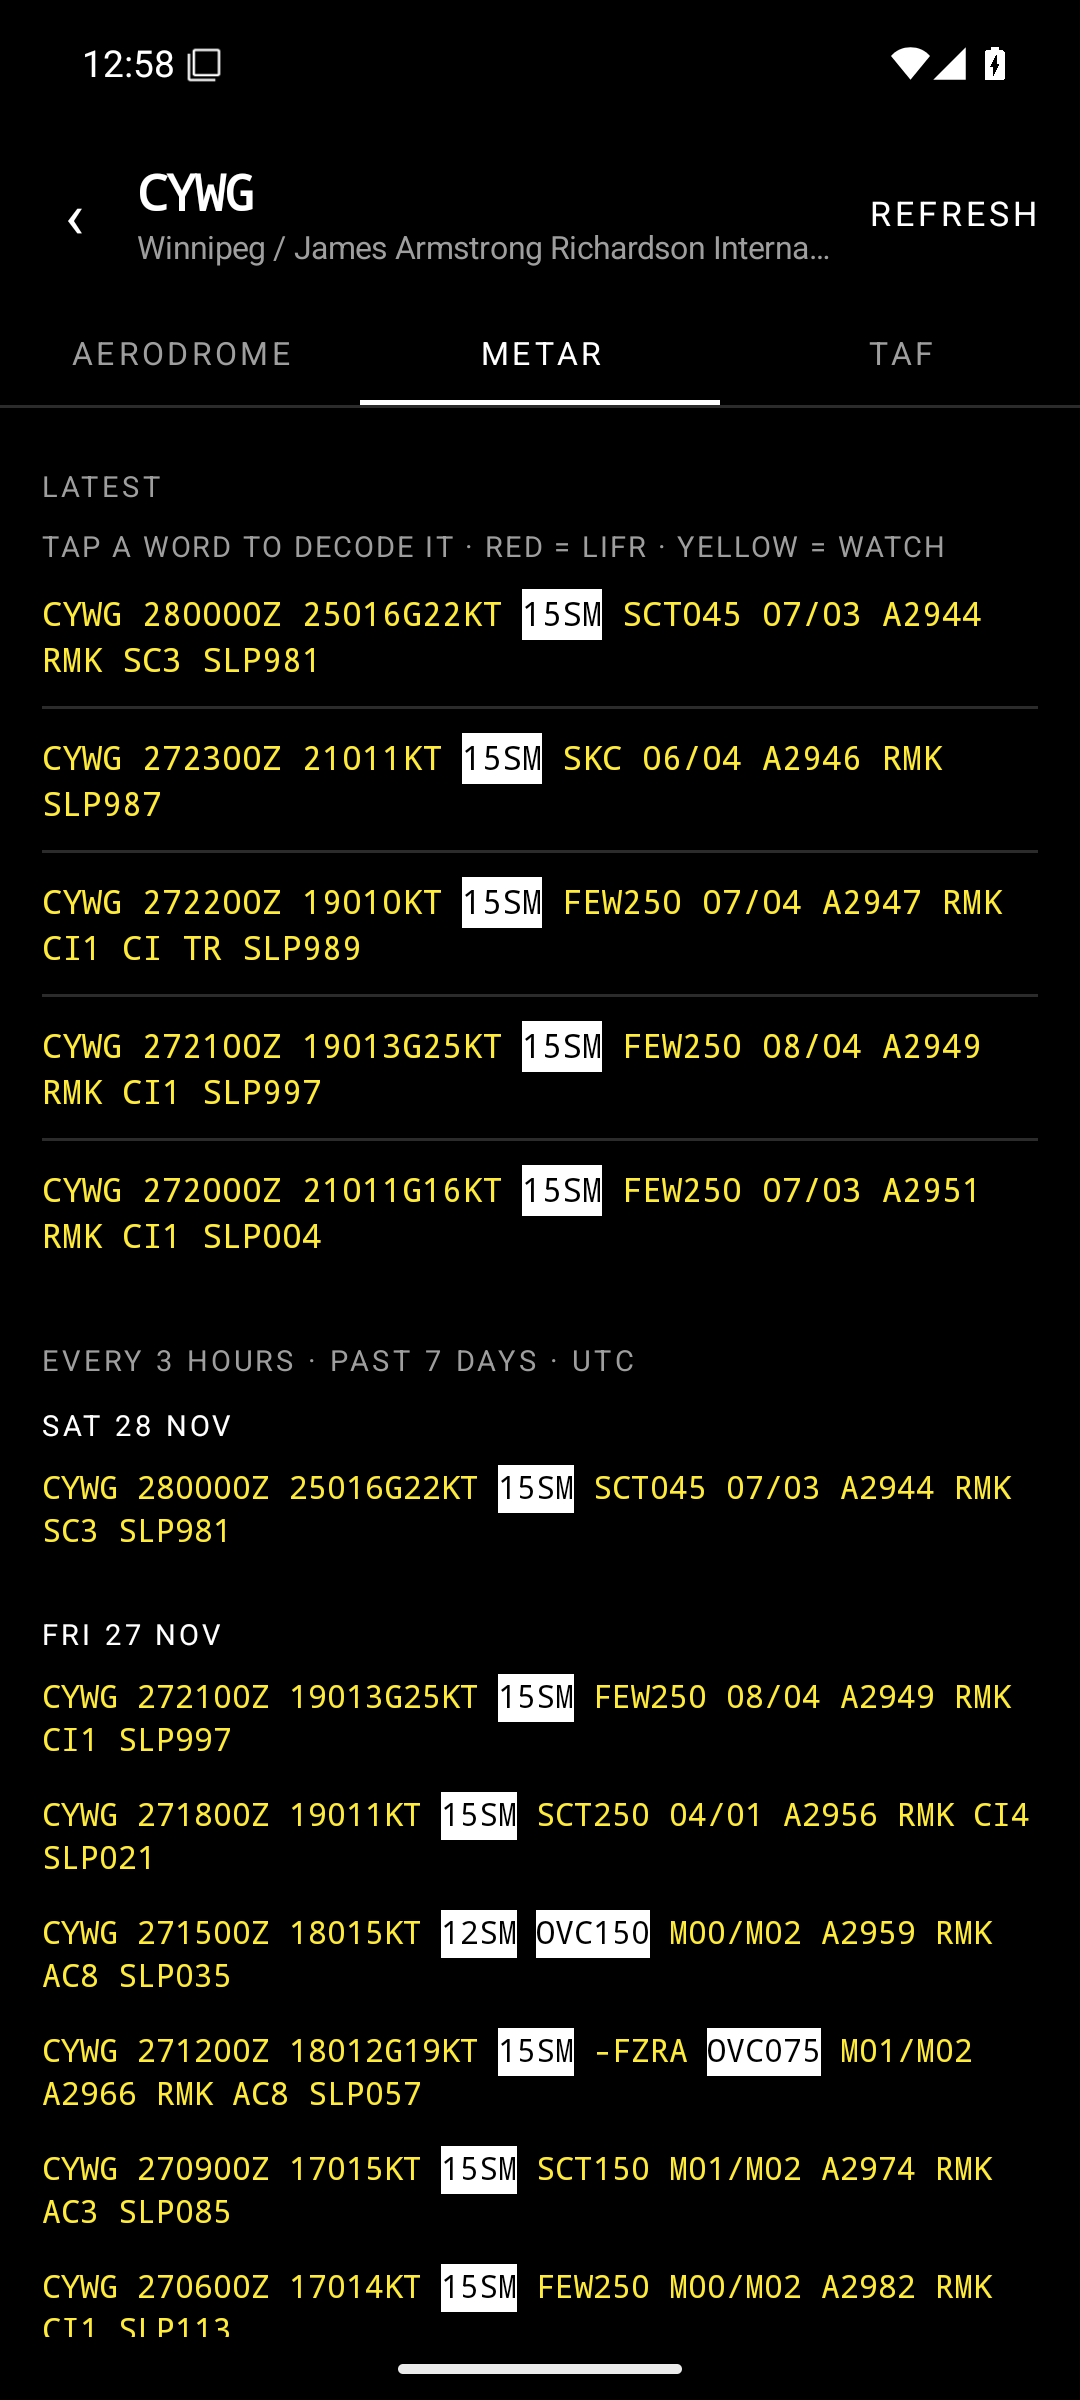 12:58
CYWG
Winnipeg / James Armstrong Richardson Interna...
REFRESH
AERODROME METAR TAF
LATEST
TAP A WORD TO DECODE IT · RED = LIFR · YELLOW = WATCH
CYWG 280000Z 25016G22KT 15SM SCT045 07/03 A2944
RMK SC3 SLP981
CYWG 272300Z 21011KT 15SM SKC 06/04 A2946 RMK
SLP987
CYWG 272200Z 19010KT 15SM FEW250 07/04 A2947 RMK
CI1 CI TR SLP989
CYWG 272100Z 19013G25KT 15SM FEW250 08/04 A2949
RMK CI1 SLP997
CYWG 272000Z 21011G16KT 15SM FEW250 07/03 A2951
RMK CI1 SLP004
EVERY 3 HOURS · PAST 7 DAYS · UTC
SAT 28 NOV
CYWG 280000Z 25016G22KT 15SM SCT045 07/03 A2944 RMK
SC3 SLP981
FRI 27 NOV
CYWG 272100Z 19013G25KT 15SM FEW250 08/04 A2949 RMK
CI1 SLP997
CYWG 271800Z 19011KT 15SM SCT250 04/01 A2956 RMK CI4
SLP021
CYWG 271500Z 18015KT 12SM OVC150 M00/M02 A2959 RMK
AC8 SLP035
CYWG 271200Z 18012G19KT 15SM -FZRA OVC075 M01/M02
A2966 RMK AC8 SLP057
CYWG 270900Z 17015KT 15SM SCT150 M01/M02 A2974 RMK
AC3 SLP085
CYWG 270600Z 17014KT 15SM FEW250 M00/M02 A2982 RMK
CI1 SLP113